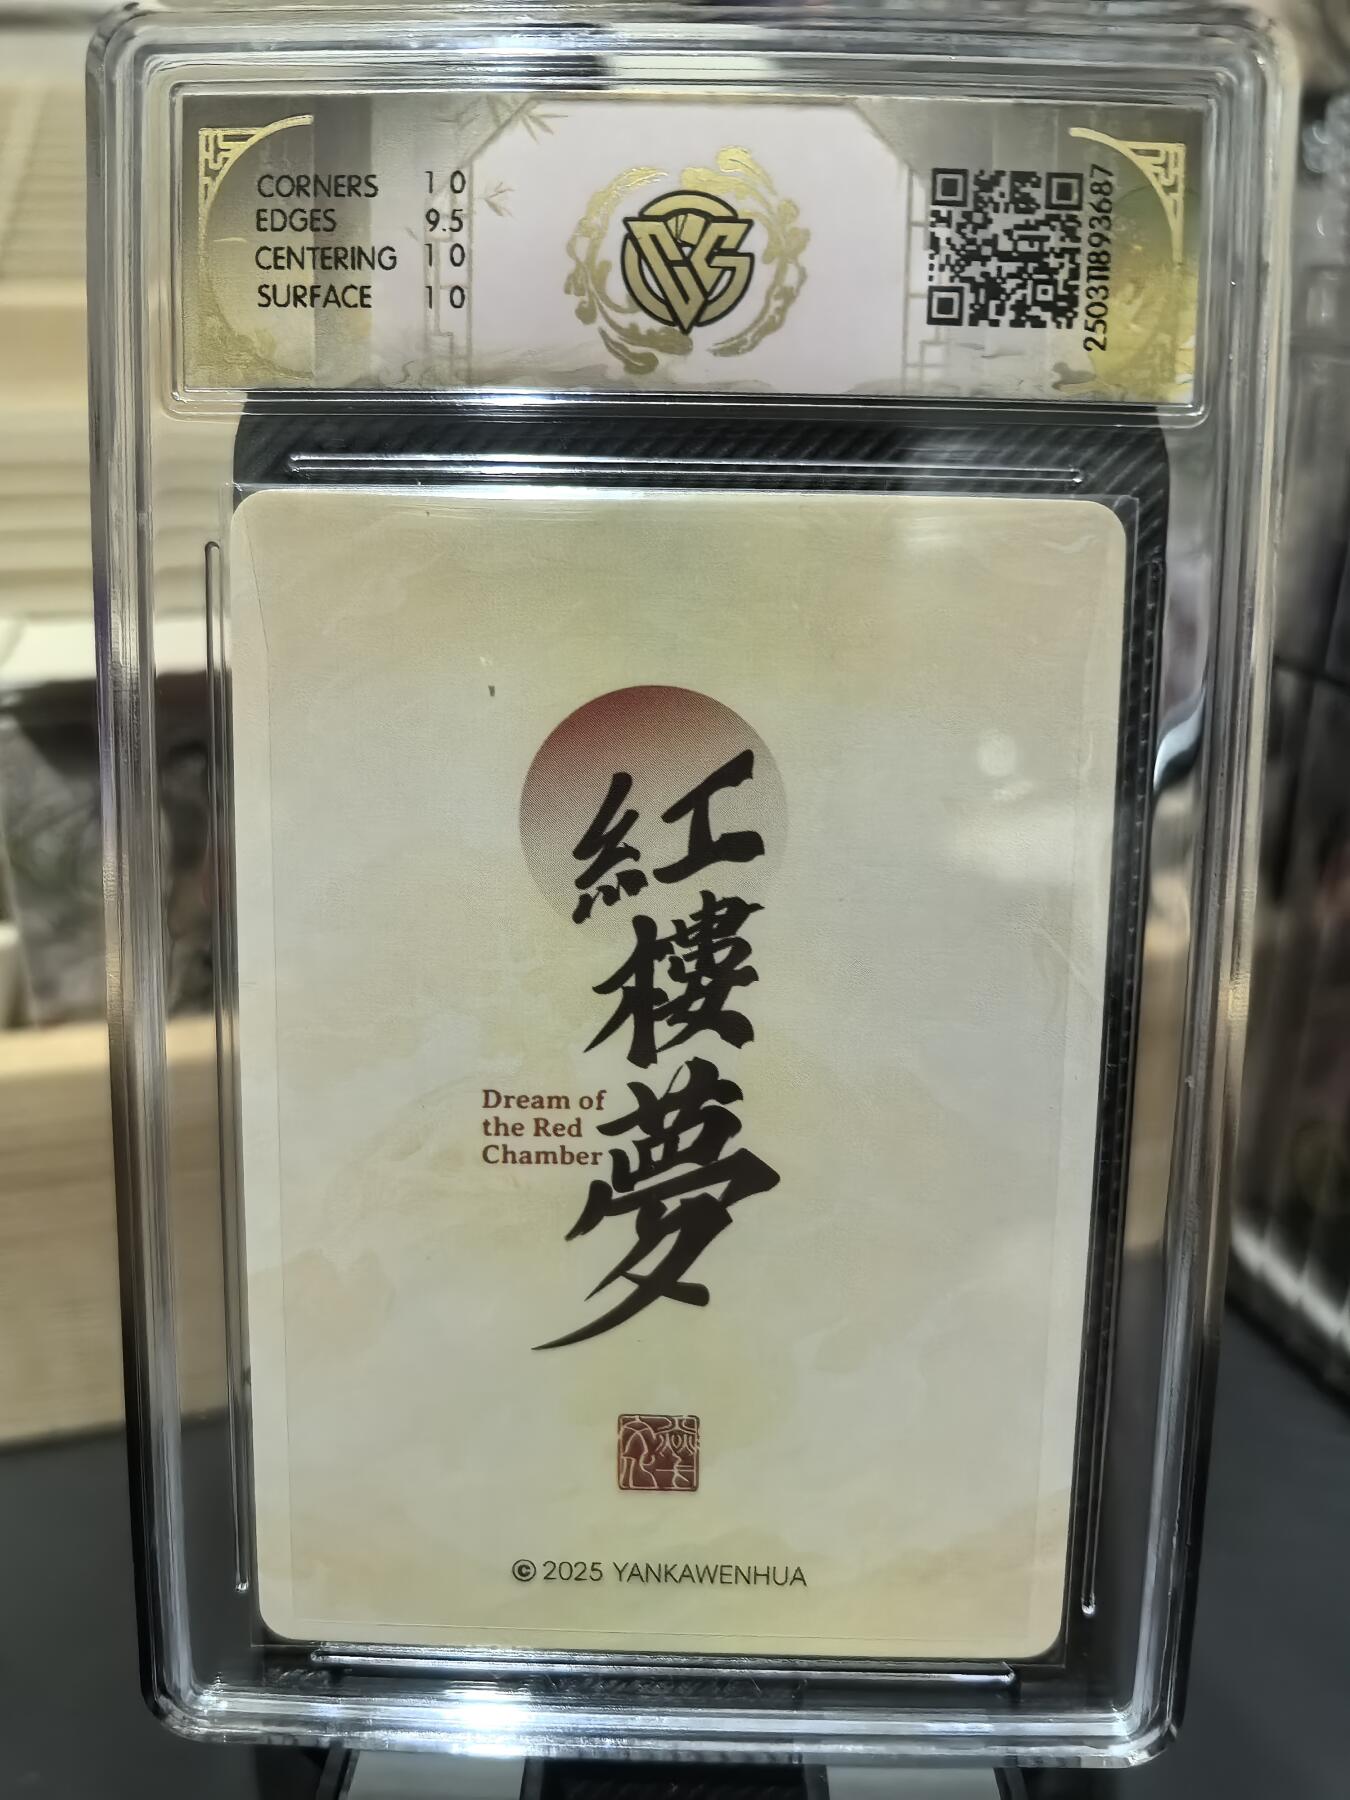 CORNERS 10
EDGES 9.5
CENTERING 10
SURFACE 10
CCS
2503118893687
紅樓夢
Dream of
the Red
Chamber
© 2025 YANKAWENHUA